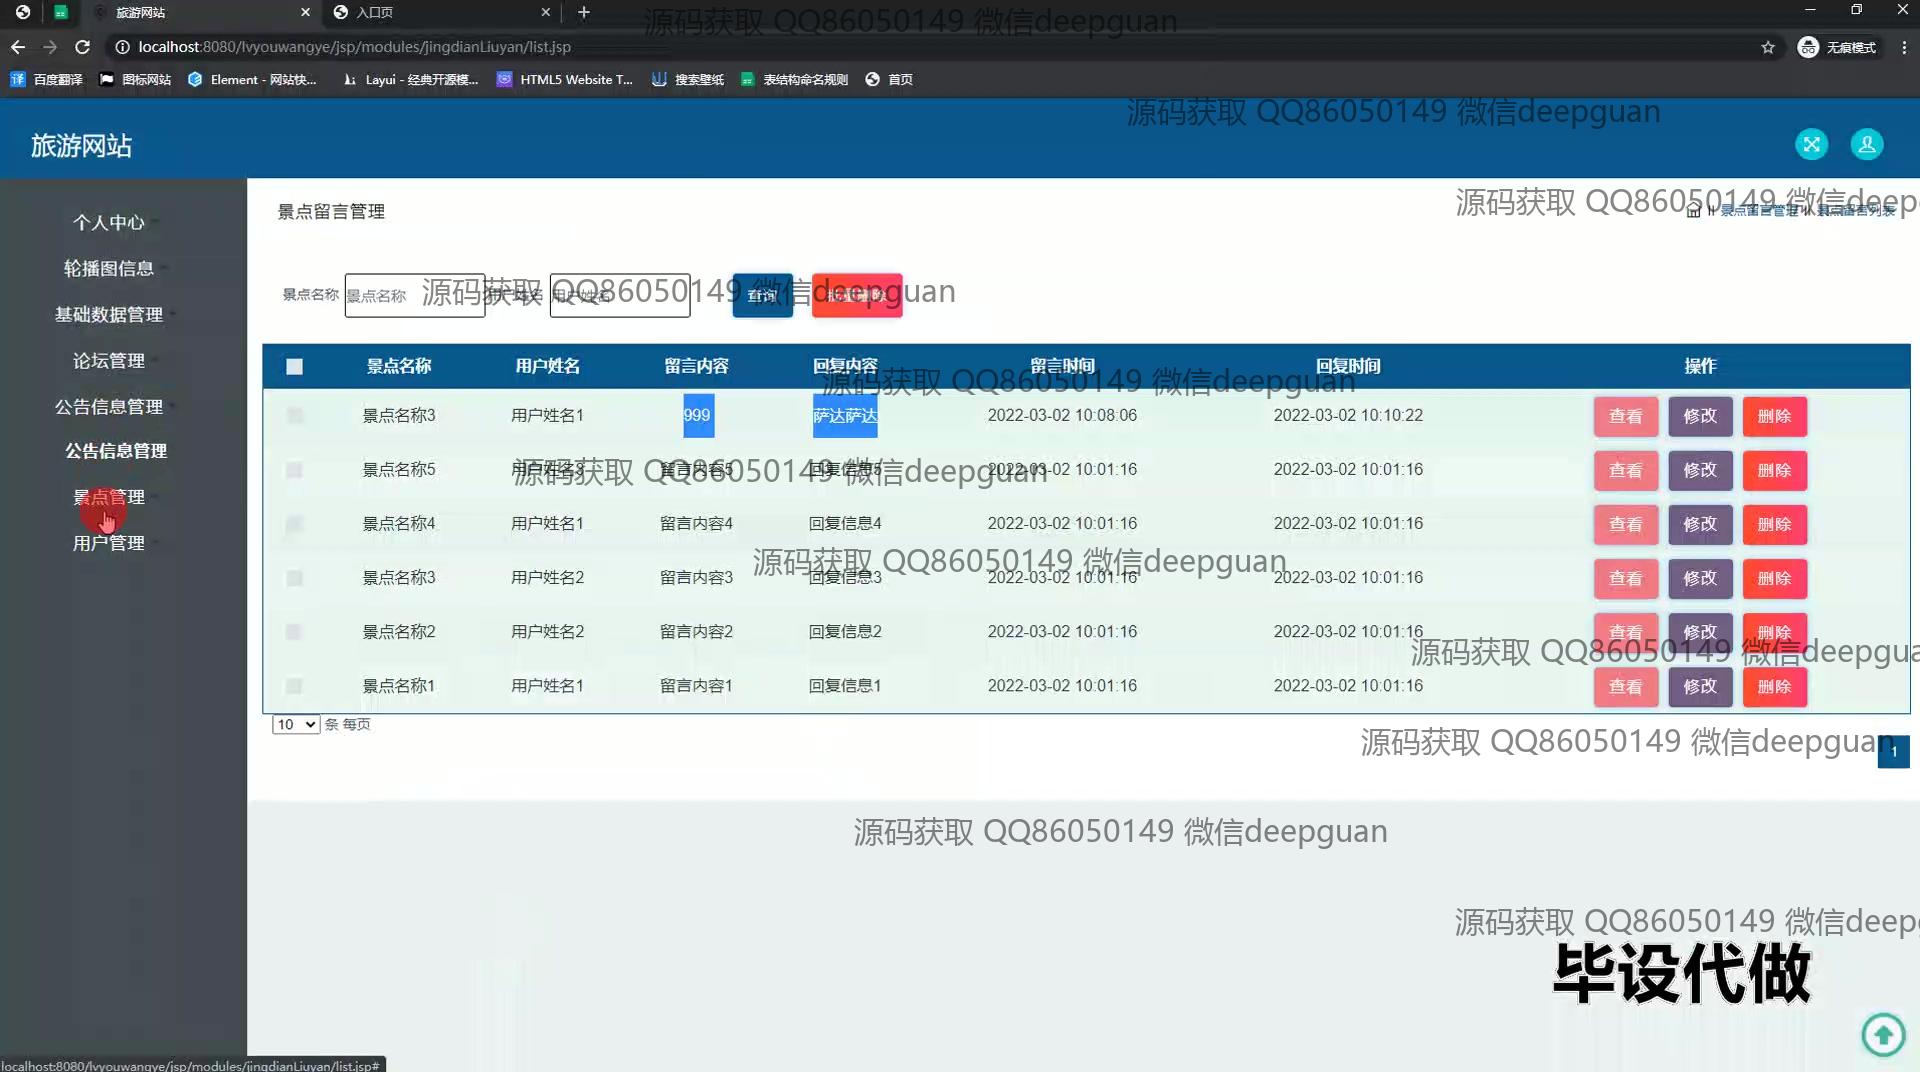 旅游网站
入口页
源码获取 QQ86050149 微信deepguan
localhost:8080/lvyouwangye/jsp/modules/jingdianLiuyan/list.jsp
无痕模式
百度翻译 图标网站 Element - 网站快... Layui - 经典开源模... HTML5 Website T... 搜索壁纸 表结构命名规则 首页
源码获取 QQ86050149 微信deepguan
旅游网站
源码获取 QQ86050149 微信deep
个人中心
轮播图信息
基础数据管理
论坛管理
公告信息管理
公告信息管理
景点管理
用户管理
景点留言管理
景点留言管理 景点留言列表
景点名称 景点名称 用户姓名 用户姓名 查询 批量删除
源码获取 QQ86050149 微信deepguan
景点名称 用户姓名 留言内容 回复内容 留言时间 回复时间 操作
源码获取 QQ86050149 微信deepguan
景点名称3 用户姓名1 999 萨达萨达 2022-03-02 10:08:06 2022-03-02 10:10:22 查看 修改 删除
景点名称5 用户姓名3 留言内容5 回复信息5 2022-03-02 10:01:16 2022-03-02 10:01:16 查看 修改 删除
源码获取 QQ86050149 微信deepguan
景点名称4 用户姓名1 留言内容4 回复信息4 2022-03-02 10:01:16 2022-03-02 10:01:16 查看 修改 删除
源码获取 QQ86050149 微信deepguan
景点名称3 用户姓名2 留言内容3 回复信息3 2022-03-02 10:01:16 2022-03-02 10:01:16 查看 修改 删除
景点名称2 用户姓名2 留言内容2 回复信息2 2022-03-02 10:01:16 2022-03-02 10:01:16 查看 修改 删除
源码获取 QQ86050149 微信deepgua
景点名称1 用户姓名1 留言内容1 回复信息1 2022-03-02 10:01:16 2022-03-02 10:01:16 查看 修改 删除
10 条 每页
源码获取 QQ86050149 微信deepguan
1
源码获取 QQ86050149 微信deepguan
源码获取 QQ86050149 微信deep
毕设代做
localhost:8080/lvyouwangye/jsp/modules/jingdianLiuyan/list.jsp#